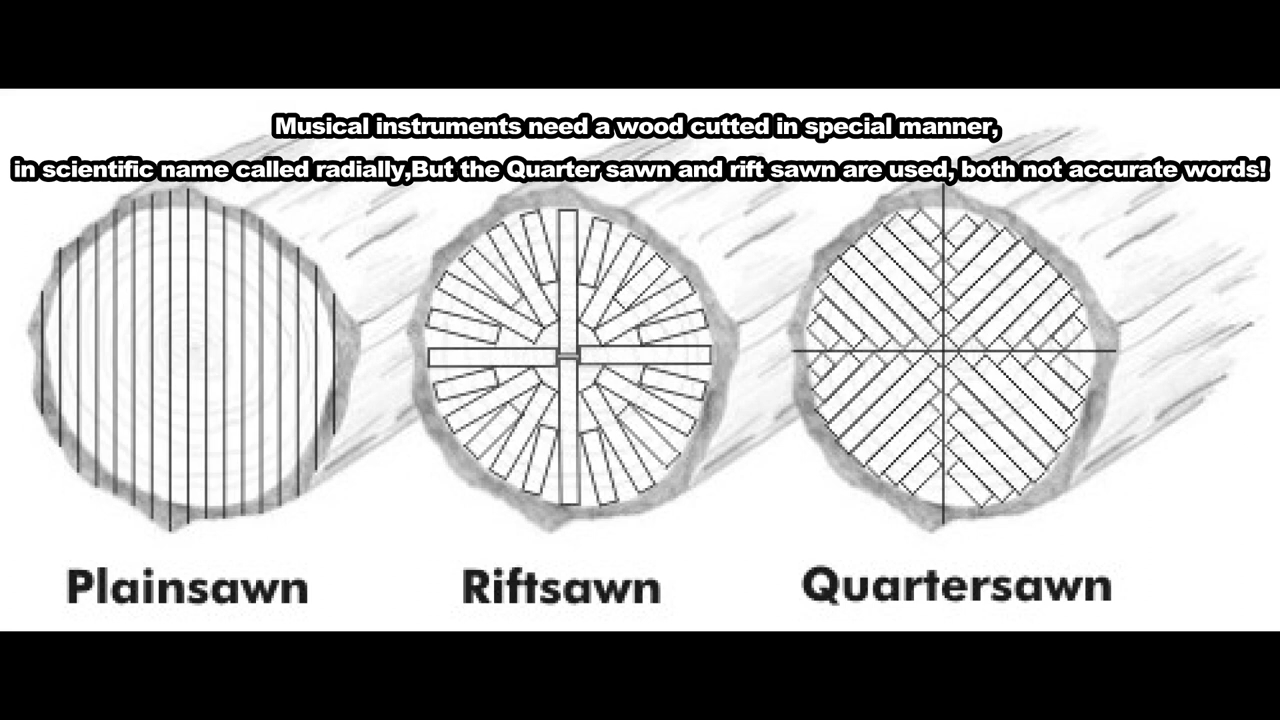 Musical instruments need a wood cutted in special manner,
in scientific name called radially,But the Quarter sawn and rift sawn are used, both not accurate words!
Plainsawn
Riftsawn
Quartersawn